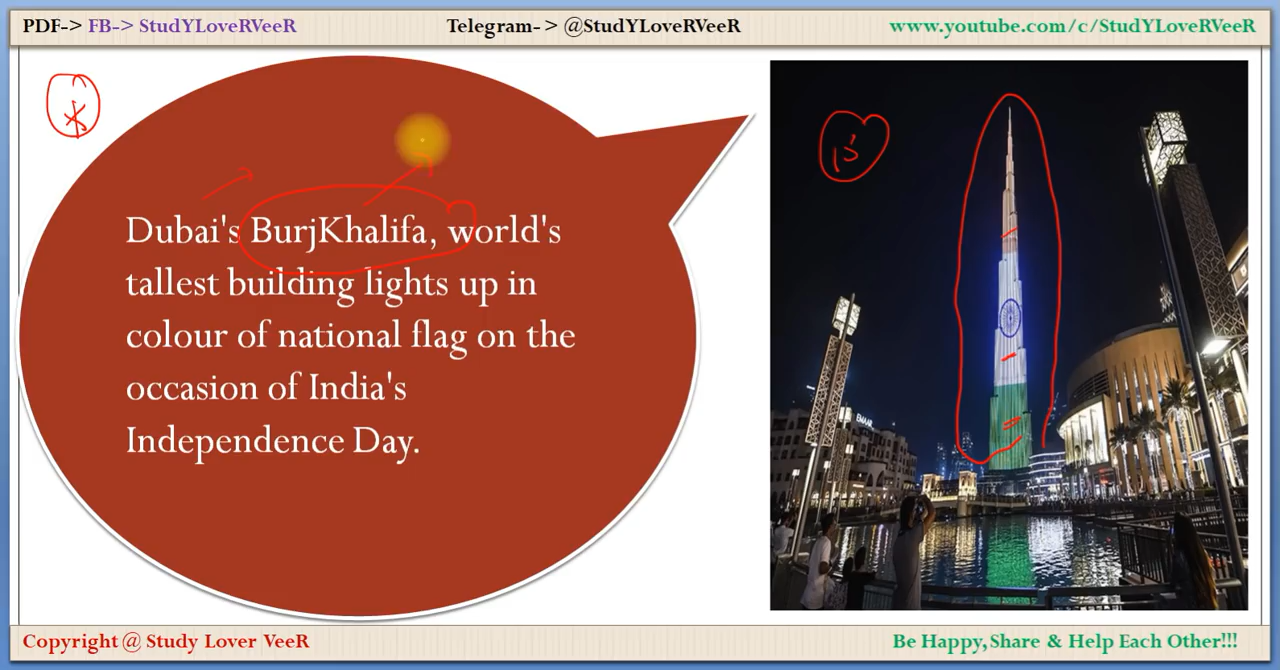 PDF-> FB-> StudYLoveRVeeR
Telegram- > @StudYLoveRVeeR
www.youtube.com/c/StudYLoveRVeeR
Dubai's BurjKhalifa, world's
tallest building lights up in
colour of national flag on the
occasion of India's
Independence Day.
EMAAR
Copyright@ Study Lover VeeR
Be Happy,Share & Help Each Other!!!